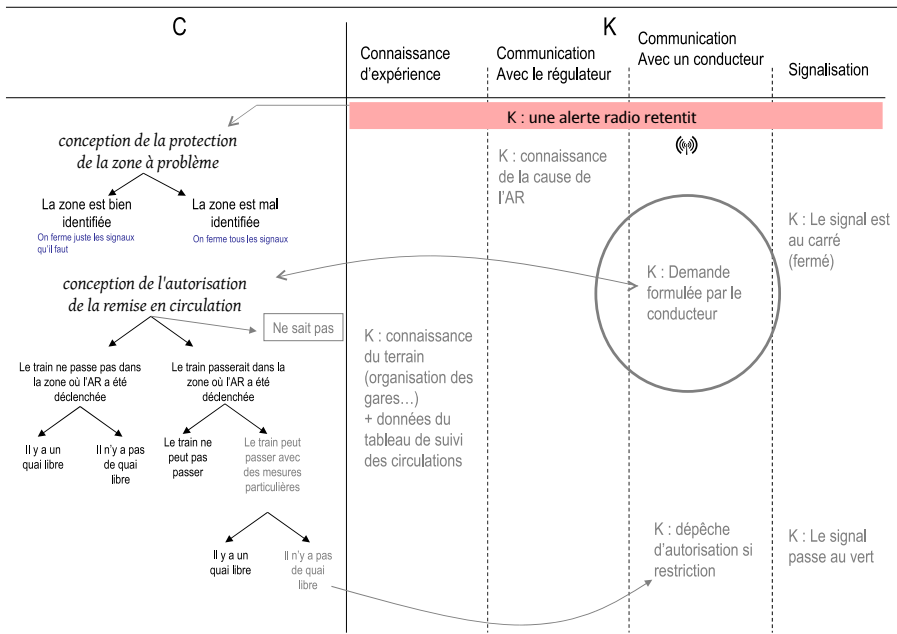 C
K
Connaissance
d'expérience
Communication
Avec le régulateur
Communication
Avec un conducteur
Signalisation
K : une alerte radio retentit
conception de la protection
de la zone à problème
La zone est bien
identifiée
On ferme juste les signaux
qu'il faut
La zone est mal
identifiée
On ferme tous les signaux
K : connaissance
de la cause de
l'AR
K : Le signal est
au carré
(fermé)
conception de l'autorisation
de la remise en circulation
K : Demande
formulée par le
conducteur
Ne sait pas
K : connaissance
du terrain
(organisation des
gares…)
+ données du
tableau de suivi
des circulations
Le train ne passe pas dans
la zone où l'AR a été
déclenchée
Le train passerait dans la
zone où l'AR a été
déclenchée
Il y a un
quai libre
Il n'y a pas
de quai
libre
Le train ne
peut pas
passer
Le train peut
passer avec
des mesures
particulières
Il y a un
quai libre
Il n'y a pas
de quai
libre
K : dépêche
d'autorisation si
restriction
K : Le signal
passe au vert